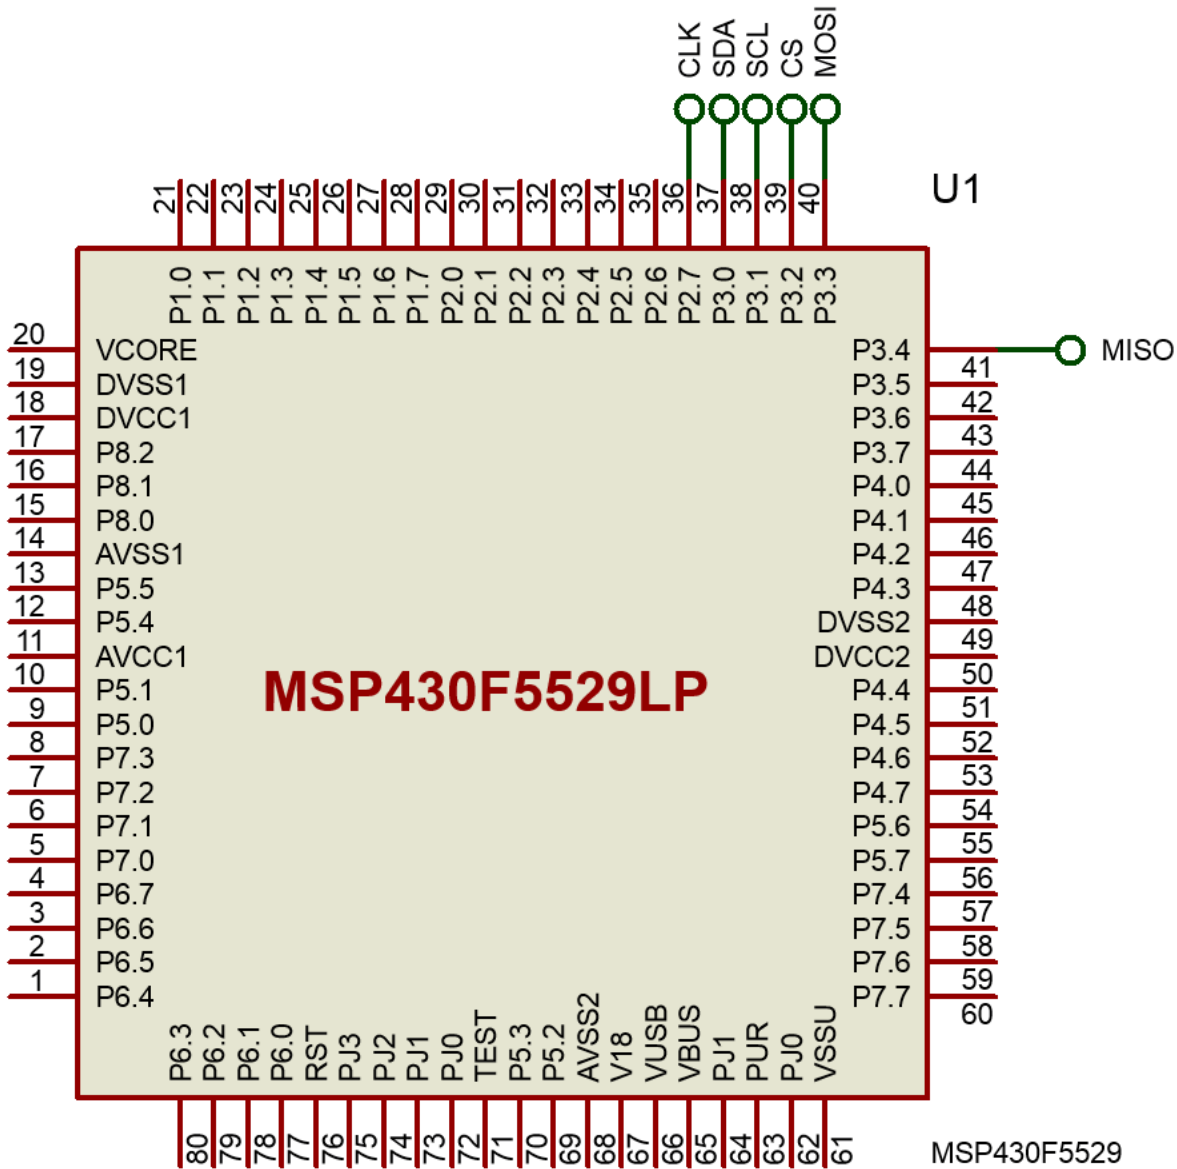 CLK
SDA
SCL
CS
MOSI
U1
21
22
23
24
25
26
27
28
29
30
31
32
33
34
35
36
37
38
39
40
P1.0
P1.1
P1.2
P1.3
P1.4
P1.5
P1.6
P1.7
P2.0
P2.1
P2.2
P2.3
P2.4
P2.5
P2.6
P2.7
P3.0
P3.1
P3.2
P3.3
20
19
18
17
16
15
14
13
12
11
10
9
8
7
6
5
4
3
2
1
VCORE
DVSS1
DVCC1
P8.2
P8.1
P8.0
AVSS1
P5.5
P5.4
AVCC1
P5.1
P5.0
P7.3
P7.2
P7.1
P7.0
P6.7
P6.6
P6.5
P6.4
MSP430F5529LP
P3.4
P3.5
P3.6
P3.7
P4.0
P4.1
P4.2
P4.3
DVSS2
DVCC2
P4.4
P4.5
P4.6
P4.7
P5.6
P5.7
P7.4
P7.5
P7.6
P7.7
MISO
41
42
43
44
45
46
47
48
49
50
51
52
53
54
55
56
57
58
59
60
P6.3
P6.2
P6.1
P6.0
RST
PJ3
PJ2
PJ1
PJ0
TEST
P5.3
P5.2
AVSS2
V18
VUSB
VBUS
PJ1
PUR
PJ0
VSSU
80
79
78
77
76
75
74
73
72
71
70
69
68
67
66
65
64
63
62
61
MSP430F5529